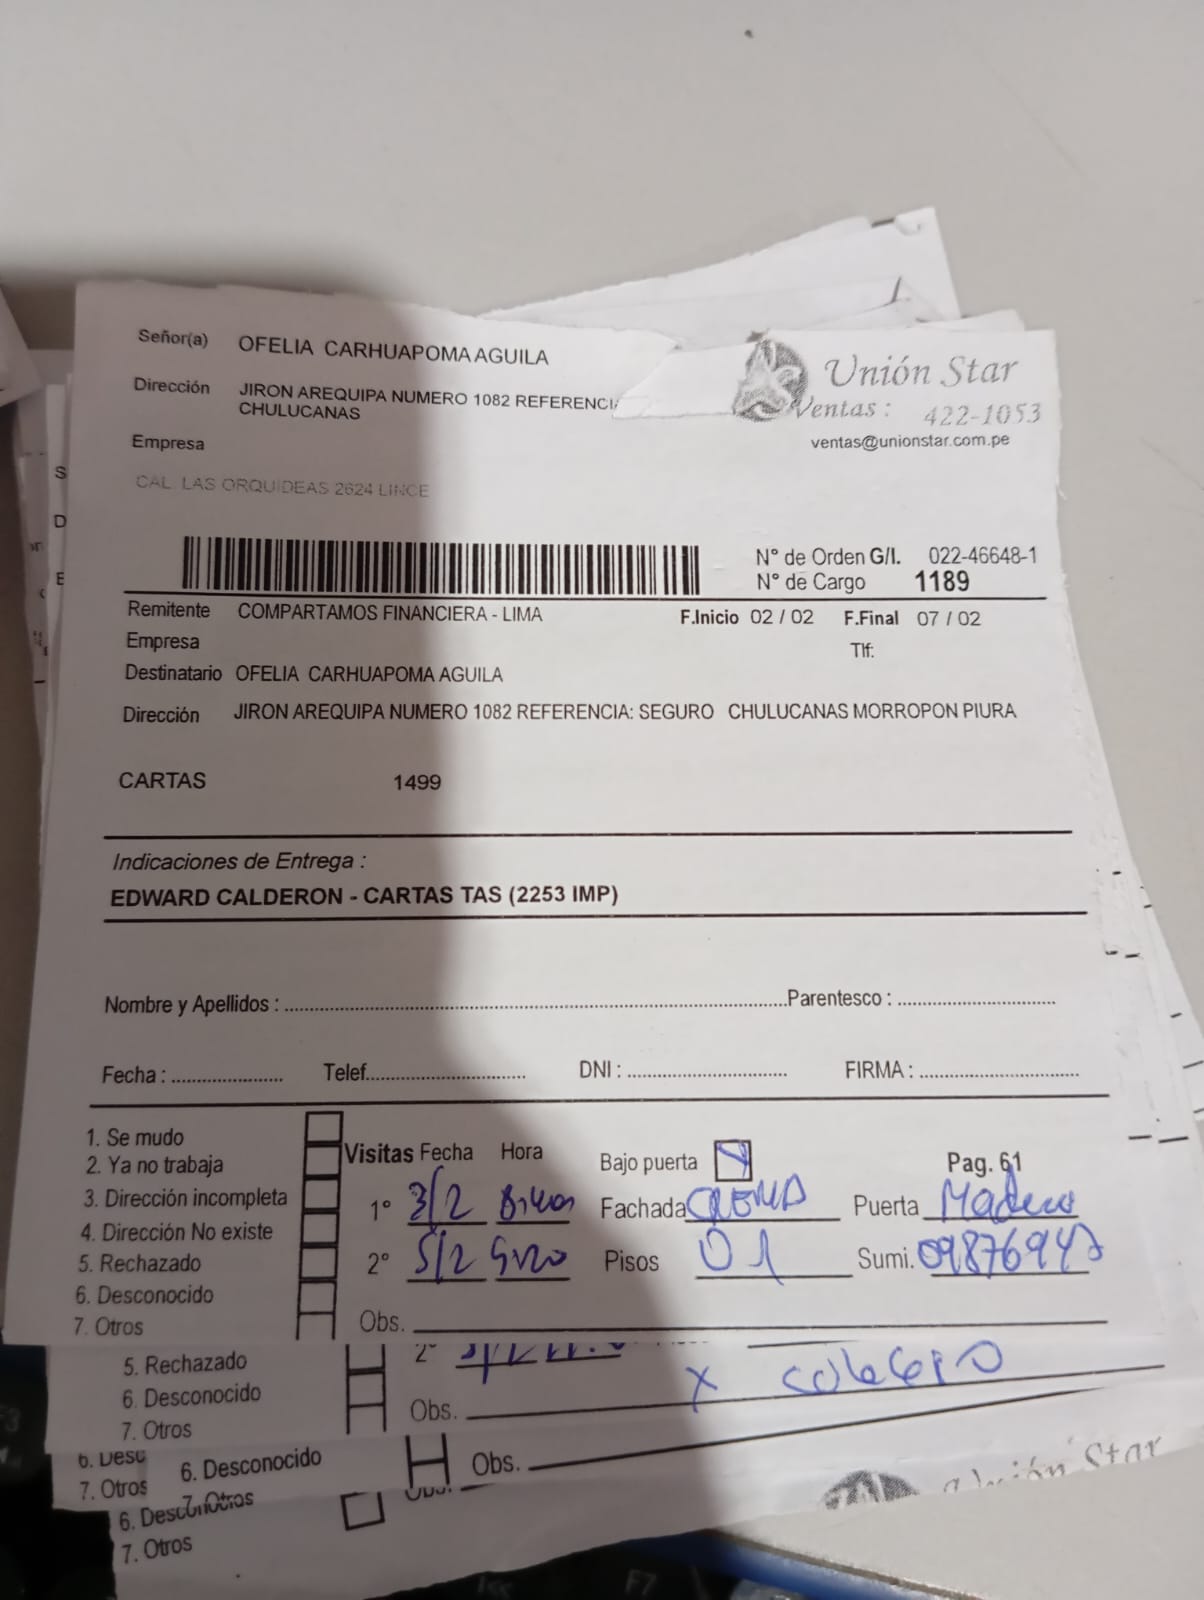 Señor(a) OFELIA CARHUAPOMA AGUILA
Dirección JIRON AREQUIPA NUMERO 1082 REFERENCI
CHULUCANAS
Empresa
CAL. LAS ORQUIDEAS 2624 LINCE
Unión Star
Ventas : 422-1053
ventas@unionstar.com.pe
N° de Orden G/I. 022-46648-1
N° de Cargo 1189
Remitente COMPARTAMOS FINANCIERA - LIMA F.Inicio 02 / 02 F.Final 07 / 02
Empresa Tlf:
Destinatario OFELIA CARHUAPOMA AGUILA
Dirección JIRON AREQUIPA NUMERO 1082 REFERENCIA: SEGURO CHULUCANAS MORROPON PIURA
CARTAS 1499
Indicaciones de Entrega :
EDWARD CALDERON - CARTAS TAS (2253 IMP)
Nombre y Apellidos : Parentesco :
Fecha : Telef. DNI : FIRMA :
1. Se mudo
2. Ya no trabaja
3. Dirección incompleta
4. Dirección No existe
5. Rechazado
6. Desconocido
7. Otros
Visitas Fecha Hora Bajo puerta Pag. 61
1° 3/2 Fachada CREMA Puerta Madera
2° 5/2 Pisos 01 Sumi.
Obs.
5. Rechazado 2°
6. Desconocido x colegio
7. Otros Obs.
6. Desc 6. Desconocido Obs.
7. Otros 7. Otros
6. Desconocido
7. Otros
Unión Star